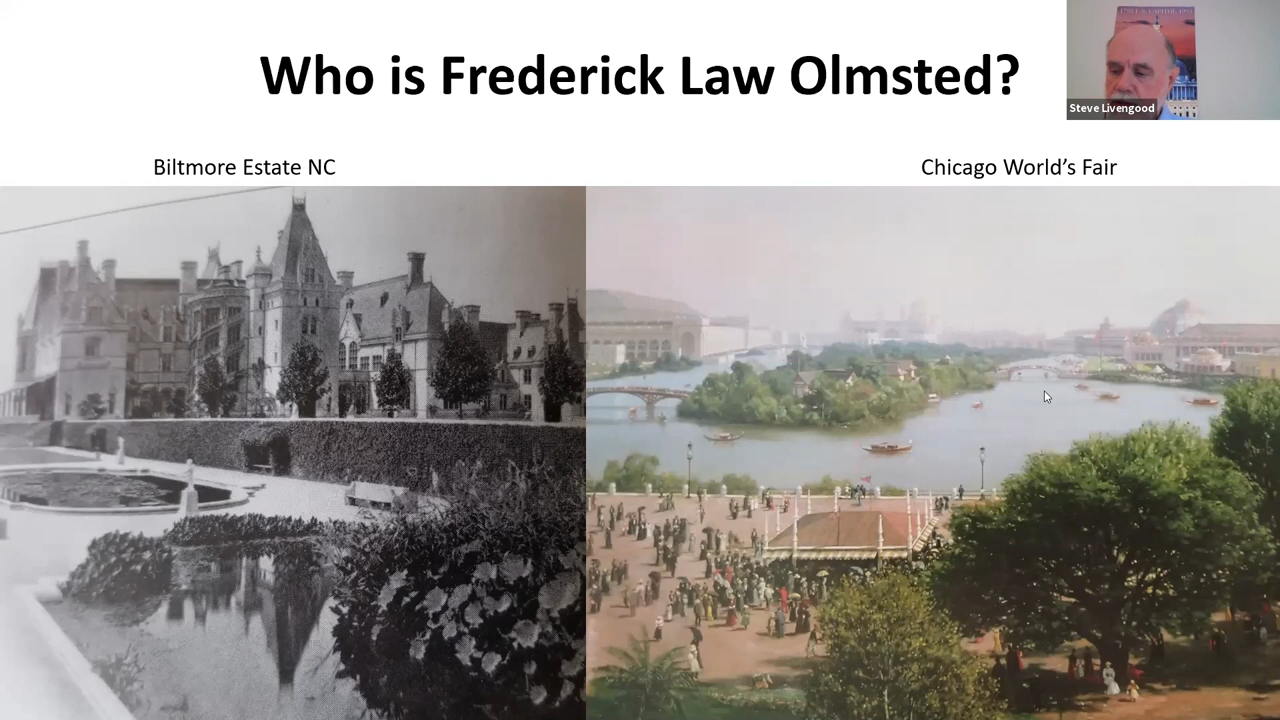 Who is Frederick Law Olmsted?
Steve Livengood
Biltmore Estate NC
Chicago World’s Fair